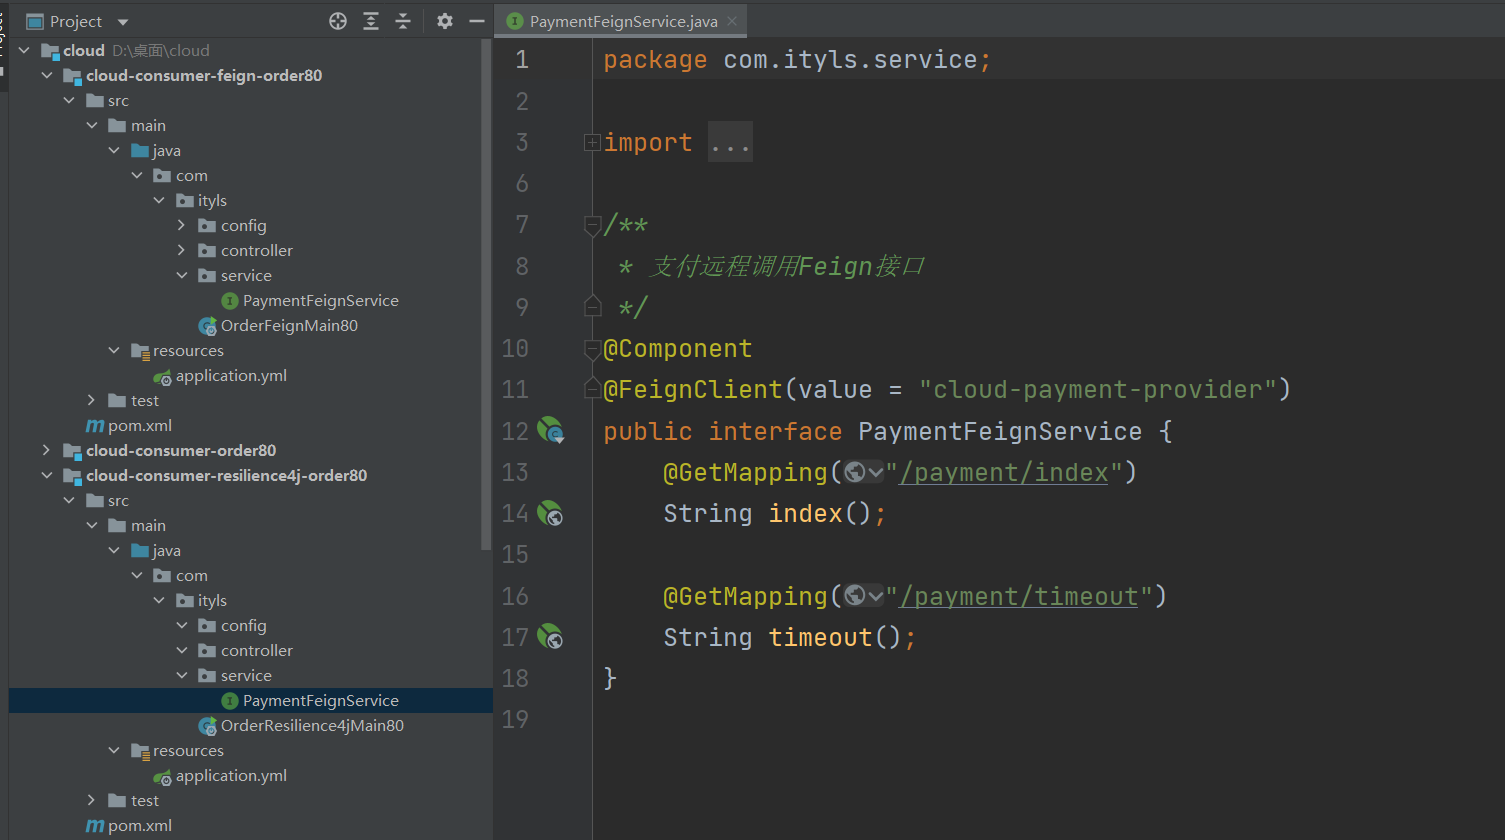 Project
cloud D:\桌面\cloud
cloud-consumer-feign-order80
src
main
java
com
ityls
config
controller
service
PaymentFeignService
OrderFeignMain80
resources
application.yml
test
pom.xml
cloud-consumer-order80
cloud-consumer-resilience4j-order80
src
main
java
com
ityls
config
controller
service
PaymentFeignService
OrderResilience4jMain80
resources
application.yml
test
pom.xml
PaymentFeignService.java
1 package com.ityls.service;
2
3 import ...
6
7 /**
8 * 支付远程调用Feign接口
9 */
10 @Component
11 @FeignClient(value = "cloud-payment-provider")
12 public interface PaymentFeignService {
13 @GetMapping("/payment/index")
14 String index();
15
16 @GetMapping("/payment/timeout")
17 String timeout();
18 }
19